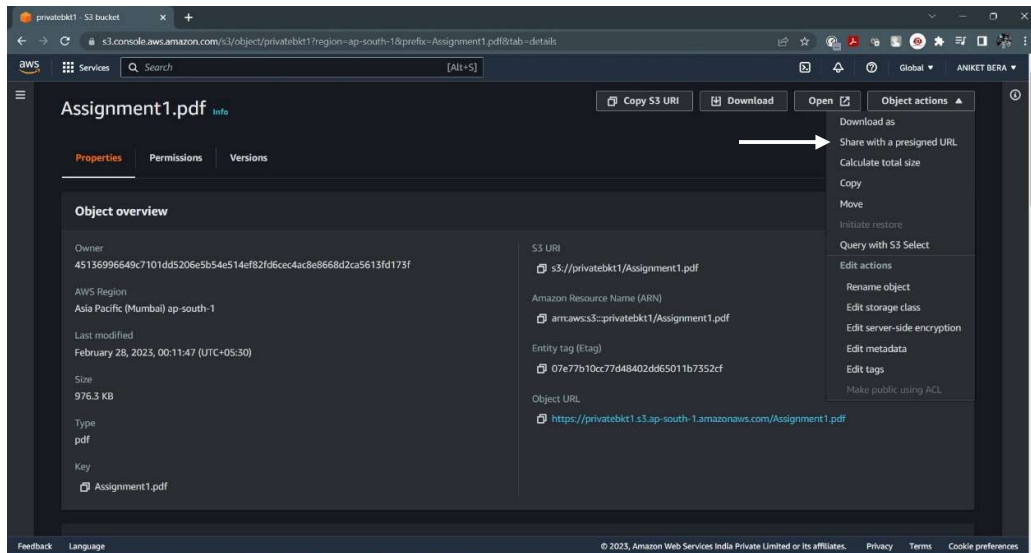 privatebkt1 - S3 bucket
s3.console.aws.amazon.com/s3/object/privatebkt1?region=ap-south-1&prefix=Assignment1.pdf&tab=details
aws
Services
Search
[Alt+S]
Global
ANIKET BERA
Assignment1.pdf Info
Copy S3 URI
Download
Open
Object actions
Download as
Share with a presigned URL
Calculate total size
Copy
Move
Initiate restore
Query with S3 Select
Edit actions
Rename object
Edit storage class
Edit server-side encryption
Edit metadata
Edit tags
Make public using ACL
Properties
Permissions
Versions
Object overview
Owner
45136996649c7101dd5206e5b54e514ef82fd6cec4ac8e8668d2ca5613fd173f
AWS Region
Asia Pacific (Mumbai) ap-south-1
Last modified
February 28, 2023, 00:11:47 (UTC+05:30)
Size
976.3 KB
Type
pdf
Key
Assignment1.pdf
S3 URI
s3://privatebkt1/Assignment1.pdf
Amazon Resource Name (ARN)
arn:aws:s3:::privatebkt1/Assignment1.pdf
Entity tag (Etag)
07e77b10cc77d48402dd65011b7352cf
Object URL
https://privatebkt1.s3.ap-south-1.amazonaws.com/Assignment1.pdf
Feedback
Language
© 2023, Amazon Web Services India Private Limited or its affiliates.
Privacy
Terms
Cookie preferences